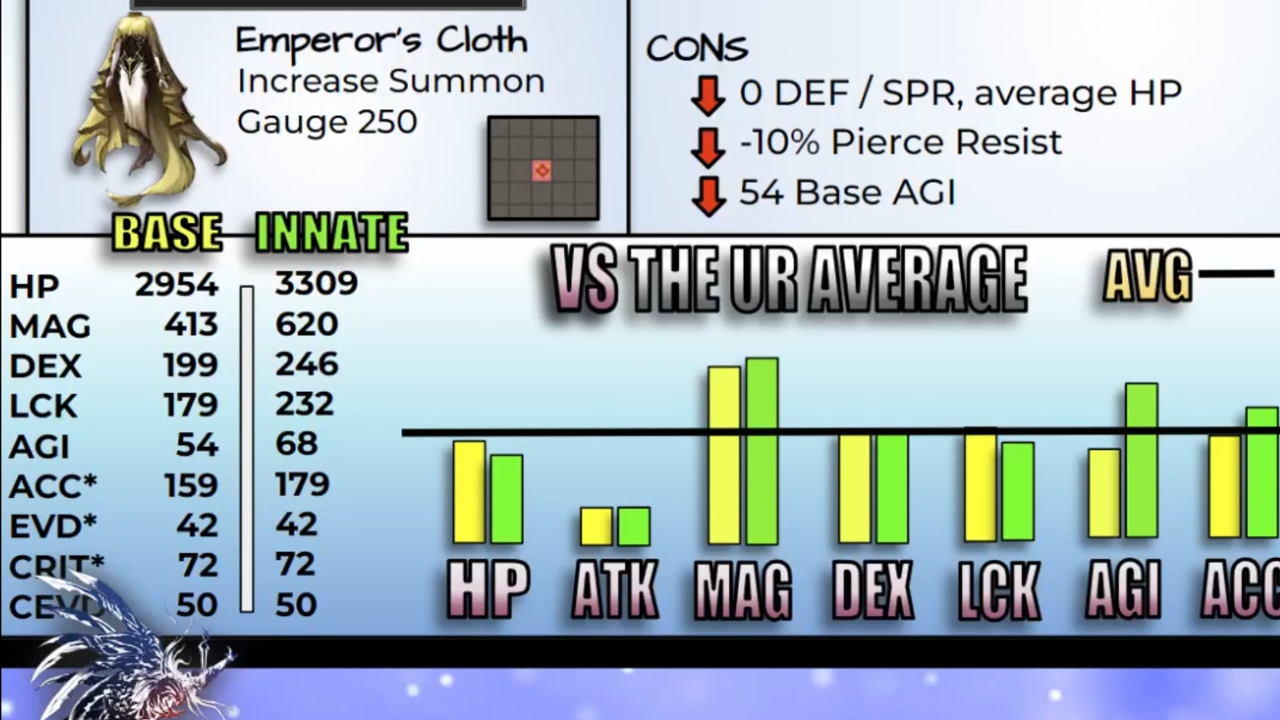 Emperor's Cloth
Increase Summon
Gauge 250
CONS
0 DEF / SPR, average HP
-10% Pierce Resist
54 Base AGI
BASE INNATE
VS THE UR AVERAGE
AVG
HP 2954 3309
MAG 413 620
DEX 199 246
LCK 179 232
AGI 54 68
ACC* 159 179
EVD* 42 42
CRIT* 72 72
CEVD 50 50
HP ATK MAG DEX LCK AGI ACC